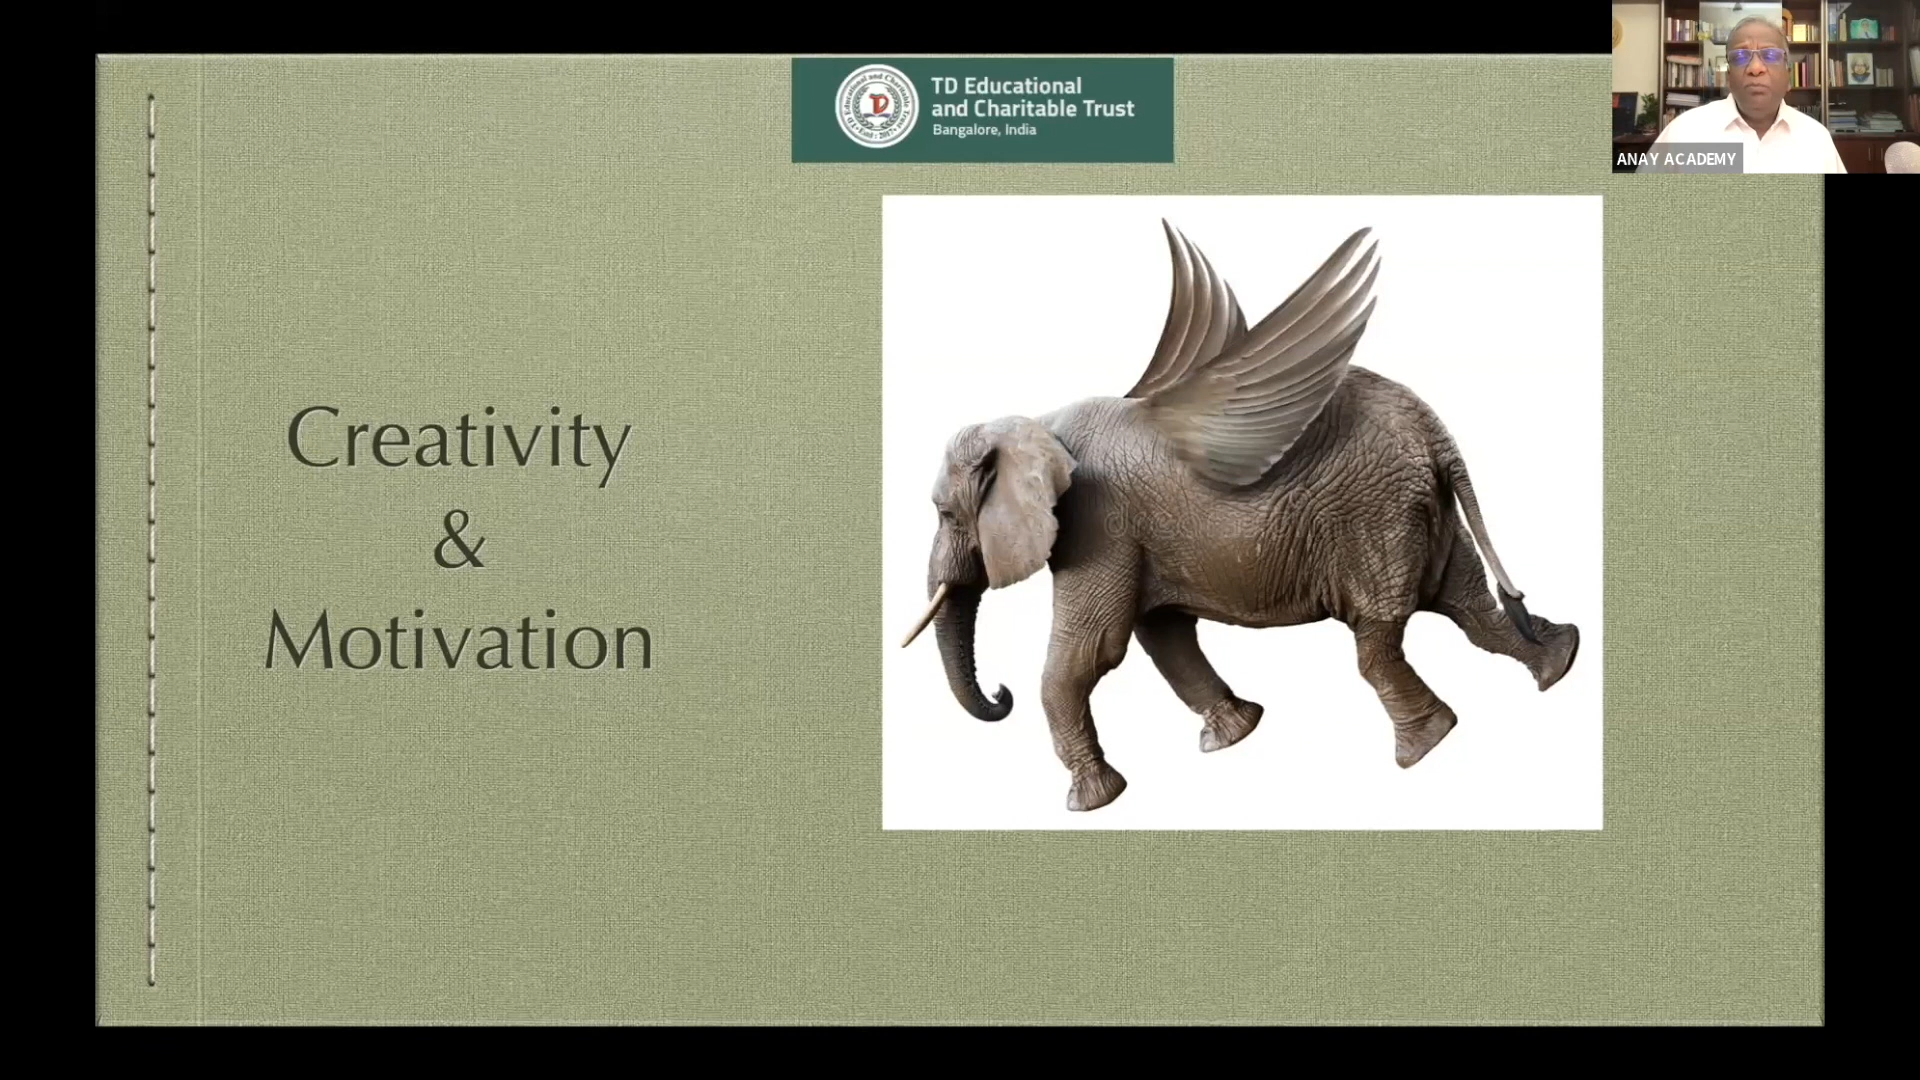 TD Educational
and Charitable Trust
Bangalore, India
ANAY ACADEMY
Creativity
&
Motivation